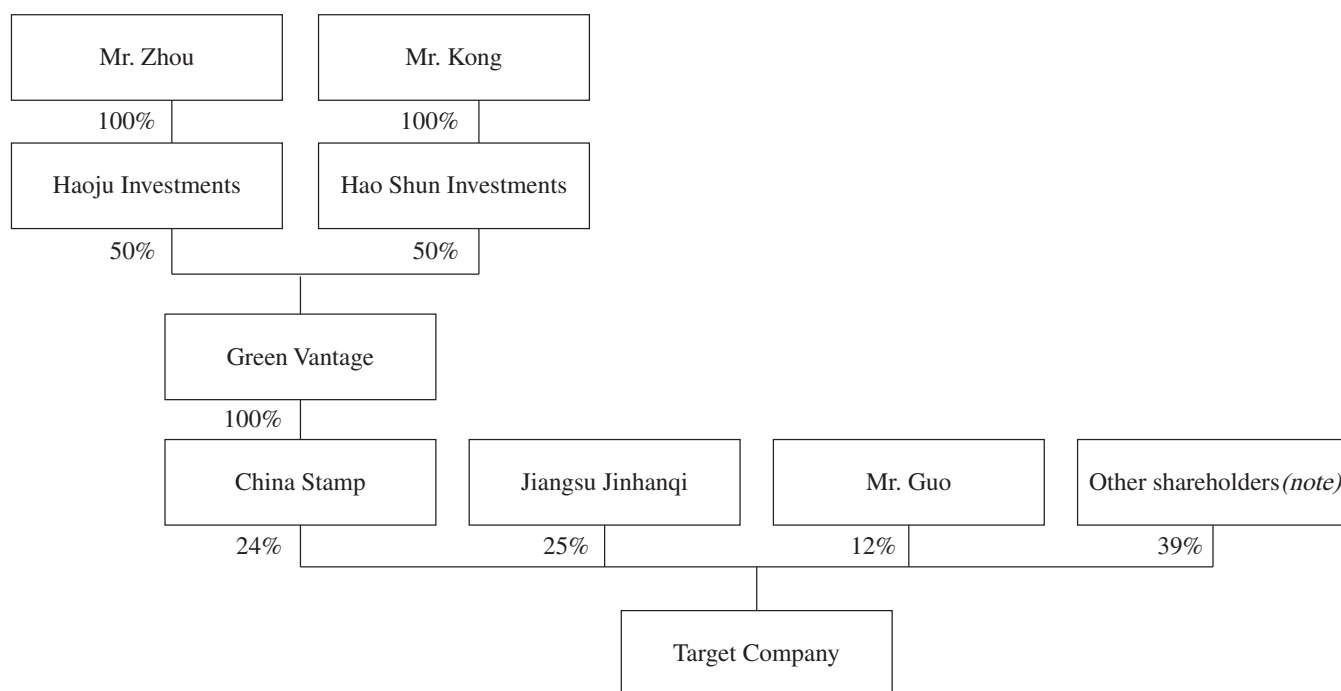 Mr. Zhou
Mr. Kong
100%
100%
Haoju Investments
Hao Shun Investments
50%
50%
Green Vantage
100%
China Stamp
Jiangsu Jinhanqi
Mr. Guo
Other shareholders(note)
24%
25%
12%
39%
Target Company